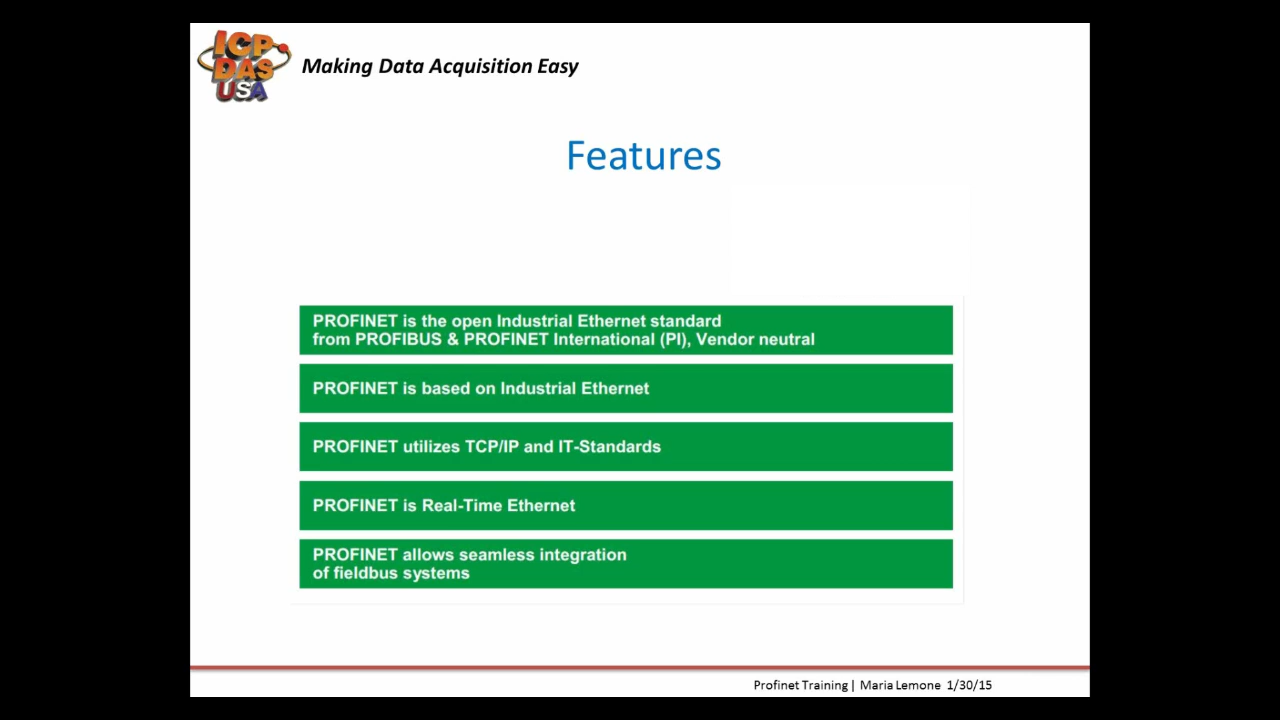 ICP
DAS
USA
Making Data Acquisition Easy
Features
PROFINET is the open Industrial Ethernet standard
from PROFIBUS & PROFINET International (PI), Vendor neutral
PROFINET is based on Industrial Ethernet
PROFINET utilizes TCP/IP and IT-Standards
PROFINET is Real-Time Ethernet
PROFINET allows seamless integration
of fieldbus systems
Profinet Training | Maria Lemone 1/30/15